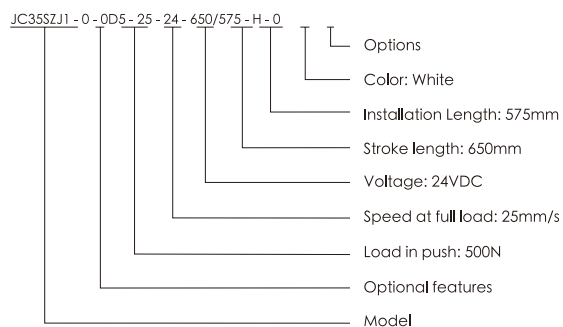 JC35SZJ1 - 0 - 0D5 - 25 - 24 - 650/575 - H - 0
Options
Color: White
Installation Length: 575mm
Stroke length: 650mm
Voltage: 24VDC
Speed at full load: 25mm/s
Load in push: 500N
Optional features
Model